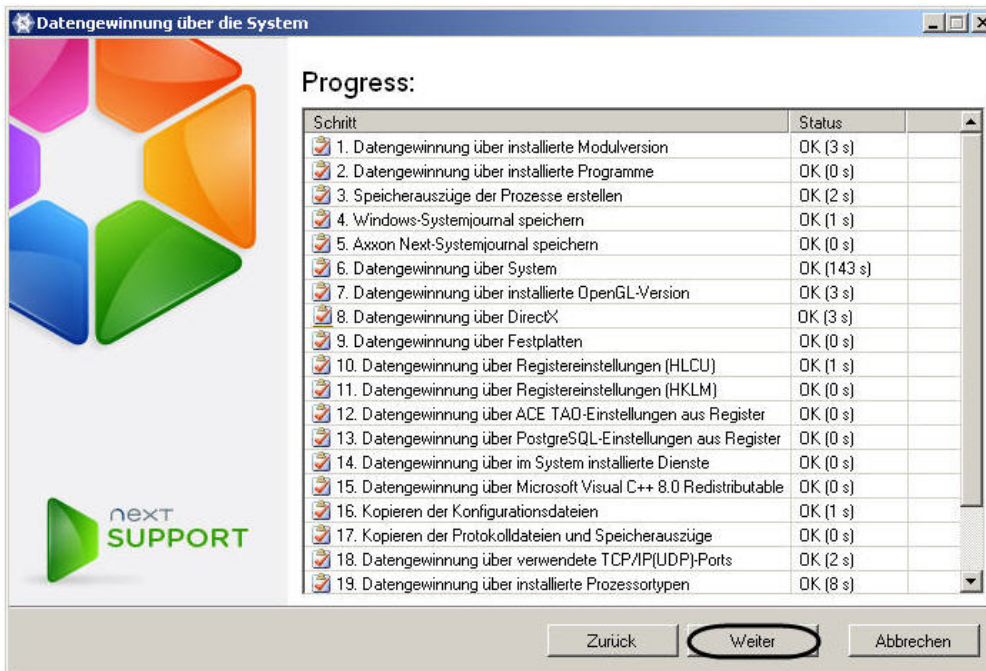 Datengewinnung über die System
Progress:
Schritt Status
1. Datengewinnung über installierte Modulversion OK (3 s)
2. Datengewinnung über installierte Programme OK (0 s)
3. Speicherauszüge der Prozesse erstellen OK (2 s)
4. Windows-Systemjournal speichern OK (1 s)
5. Axxon Next-Systemjournal speichern OK (0 s)
6. Datengewinnung über System OK (143 s)
7. Datengewinnung über installierte OpenGL-Version OK (3 s)
8. Datengewinnung über DirectX OK (3 s)
9. Datengewinnung über Festplatten OK (0 s)
10. Datengewinnung über Registereinstellungen (HLCU) OK (1 s)
11. Datengewinnung über Registereinstellungen (HKLM) OK (0 s)
12. Datengewinnung über ACE TAO-Einstellungen aus Register OK (0 s)
13. Datengewinnung über PostgreSQL-Einstellungen aus Register OK (0 s)
14. Datengewinnung über im System installierte Dienste OK (0 s)
15. Datengewinnung über Microsoft Visual C++ 8.0 Redistributable OK (0 s)
16. Kopieren der Konfigurationsdateien OK (1 s)
17. Kopieren der Protokolldateien und Speicherauszüge OK (0 s)
18. Datengewinnung über verwendete TCP/IP(UDP)-Ports OK (2 s)
19. Datengewinnung über installierte Prozessortypen OK (8 s)
next
SUPPORT
Zurück Weiter Abbrechen